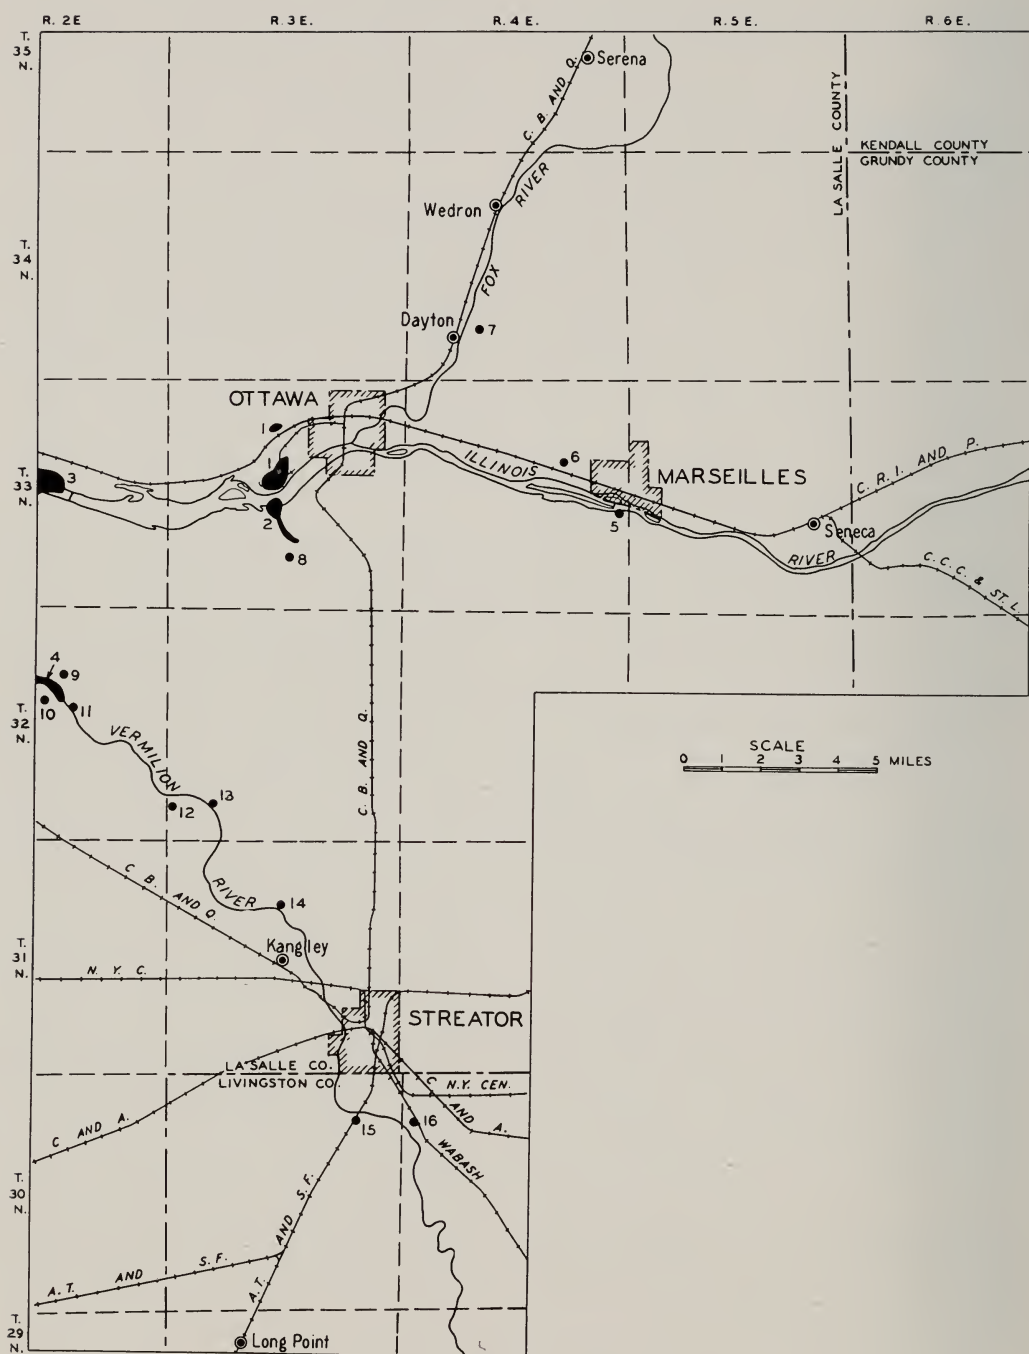 R. 2E R. 3 E. R. 4 E. R. 5 E. R. 6 E.
T.
35
N.
Serena
C. B. AND Q.
LA SALLE COUNTY
KENDALL COUNTY
GRUNDY COUNTY
RIVER
Wedron
T.
34
N.
FOX
Dayton
7
OTTAWA
1
6
ILLINOIS
MARSEILLES
3
1
T.
33
N.
C. R. I. AND P.
2
5
Seneca
8
RIVER
C. C. C. & ST. L.
4
9
10
11
T.
32
N.
VERMILION
C. B. AND Q.
SCALE
0 1 2 3 4 5 MILES
12
13
C. B. AND Q.
RIVER
14
Kangley
T.
31
N.
N. Y. C.
STREATOR
LA SALLE CO.
LIVINGSTON CO.
N.Y. CEN.
C AND A.
C AND A.
15
16
WABASH
T.
30
N.
A.T. AND S.F.
A.T. AND S.F.
T.
29
N.
Long Point